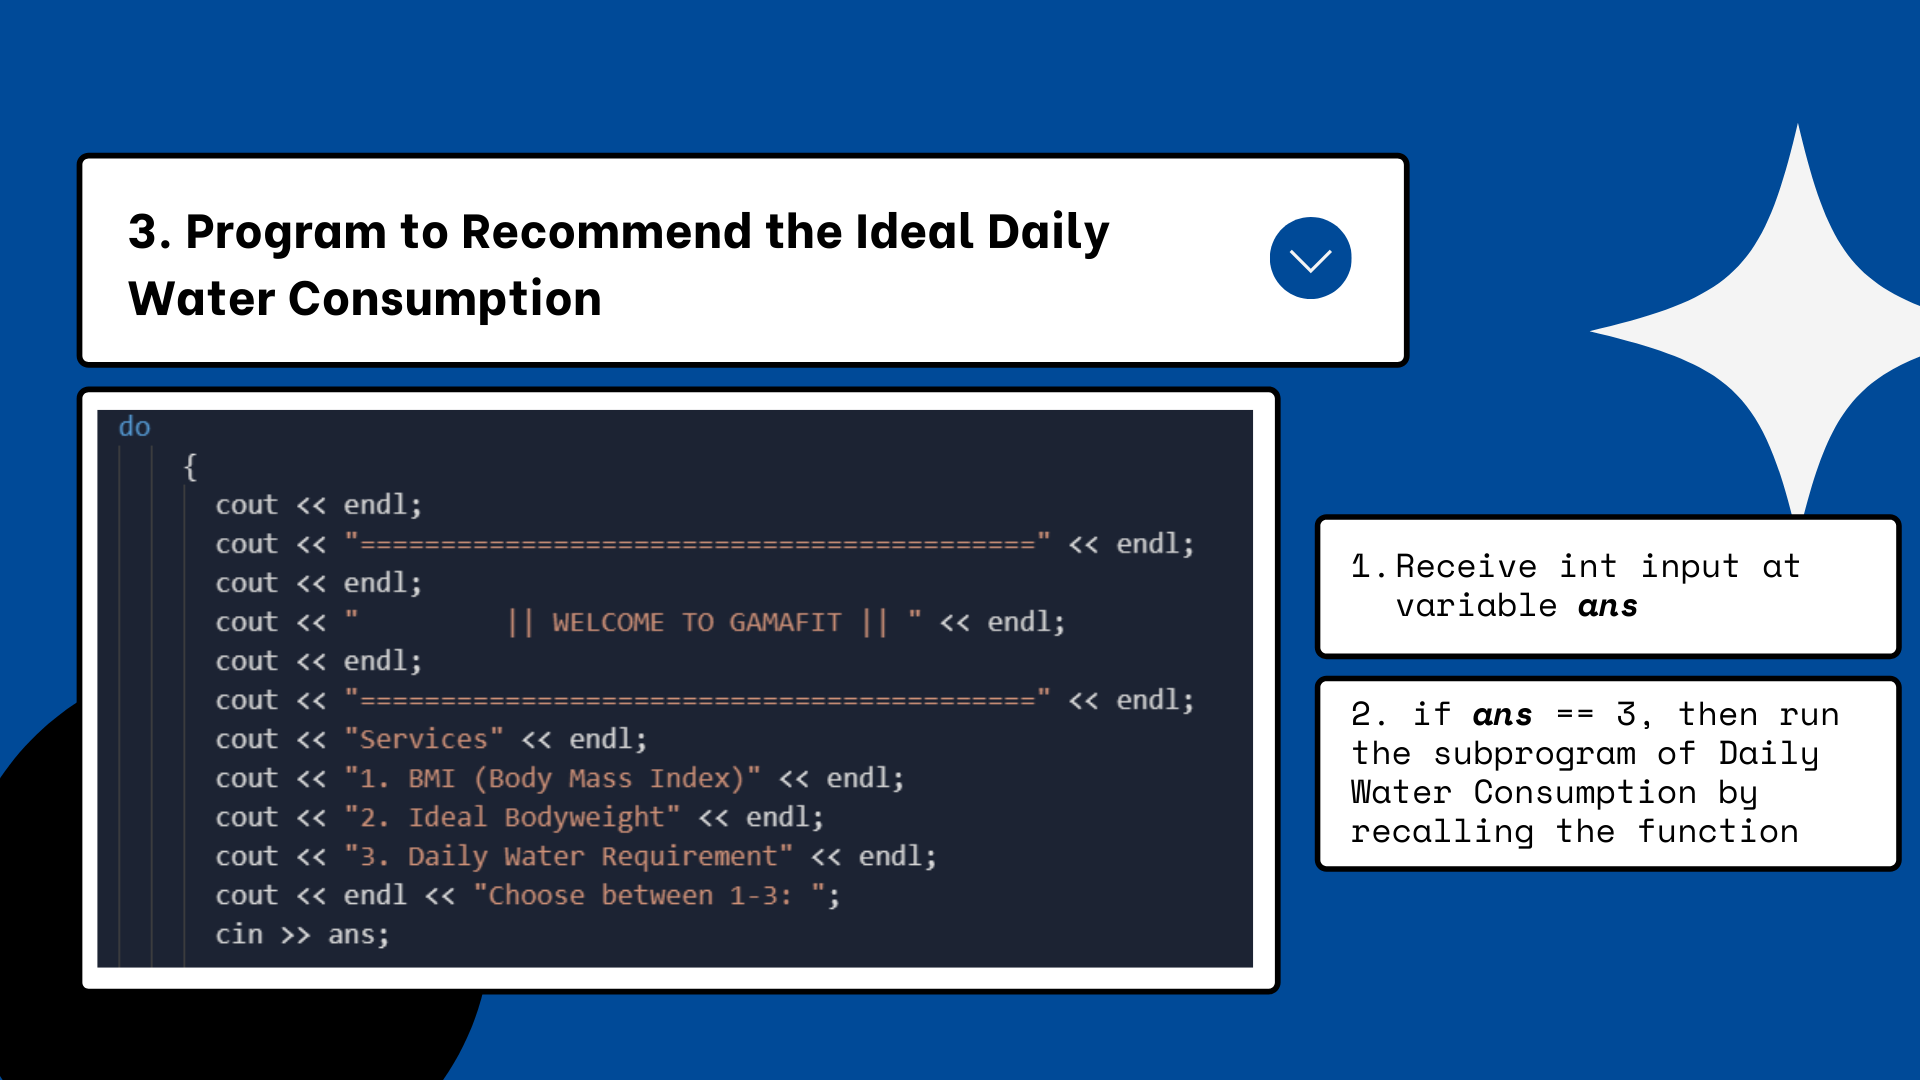 3. Program to Recommend the Ideal Daily
Water Consumption
do
{
cout << endl;
cout << "==========================================" << endl;
cout << endl;
cout << "         || WELCOME TO GAMAFIT || " << endl;
cout << endl;
cout << "==========================================" << endl;
cout << "Services" << endl;
cout << "1. BMI (Body Mass Index)" << endl;
cout << "2. Ideal Bodyweight" << endl;
cout << "3. Daily Water Requirement" << endl;
cout << endl << "Choose between 1-3: ";
cin >> ans;
1. Receive int input at
variable ans
2. if ans == 3, then run
the subprogram of Daily
Water Consumption by
recalling the function